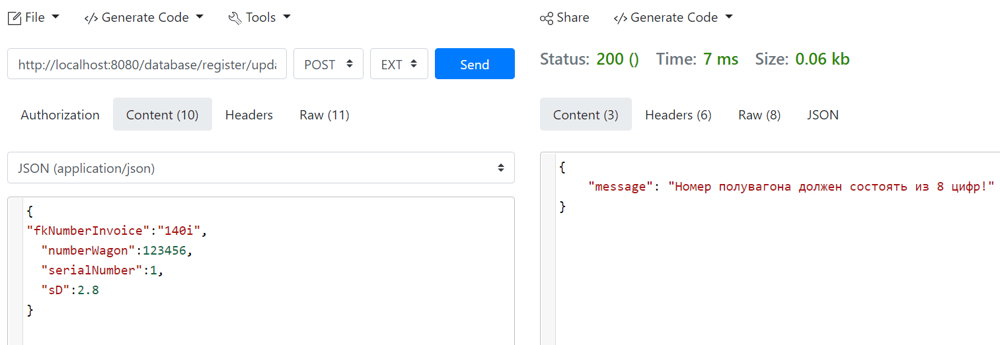 File </> Generate Code Tools
http://localhost:8080/database/register/upda POST EXT Send
Authorization Content (10) Headers Raw (11)
JSON (application/json)
{
"fkNumberInvoice":"140i",
"numberWagon":123456,
"serialNumber":1,
"sD":2.8
}
Share </> Generate Code
Status: 200 () Time: 7 ms Size: 0.06 kb
Content (3) Headers (6) Raw (8) JSON
{
"message": "Номер полувагона должен состоять из 8 цифр!"
}